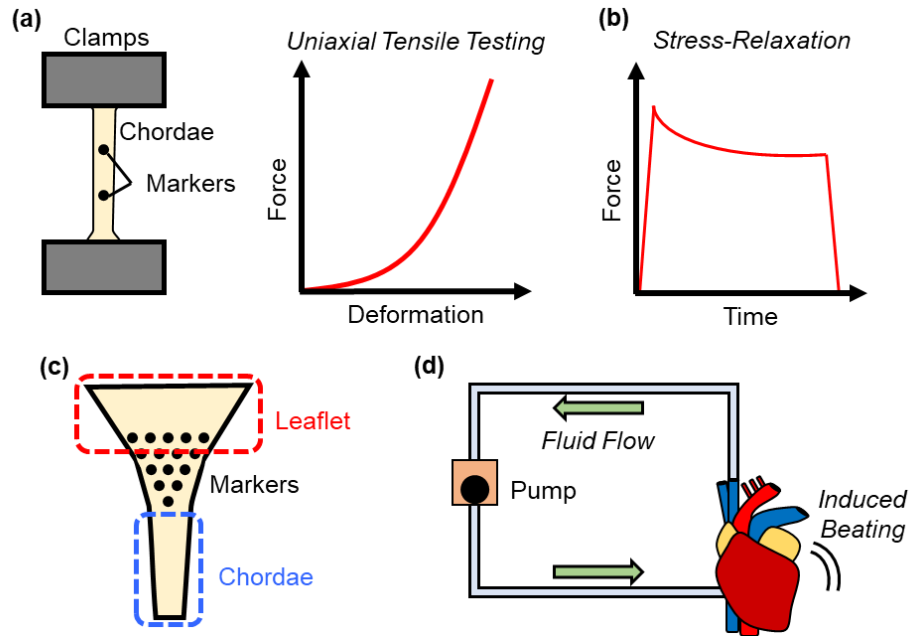 (a)
Clamps
Chordae
Markers
Uniaxial Tensile Testing
Force
Deformation
(b)
Stress-Relaxation
Force
Time
(c)
Leaflet
Markers
Chordae
(d)
Fluid Flow
Pump
Induced
Beating